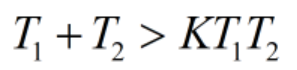 T₁ + T₂ > KT₁T₂